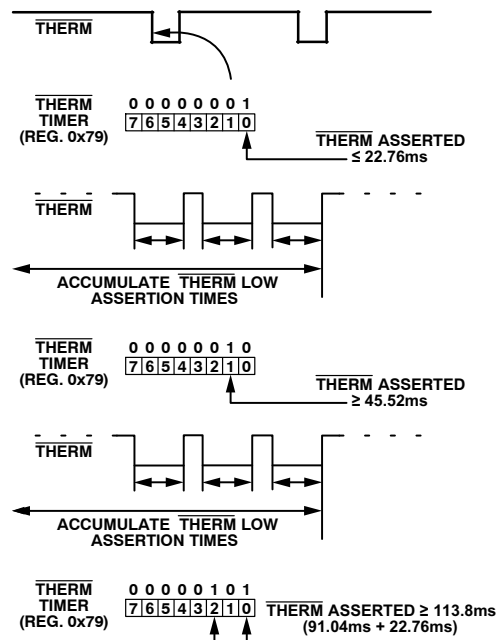 THERM
THERM
TIMER
(REG. 0x79)
0 0 0 0 0 0 0 1
7 6 5 4 3 2 1 0
THERM ASSERTED
≤ 22.76ms
THERM
ACCUMULATE THERM LOW
ASSERTION TIMES
THERM
TIMER
(REG. 0x79)
0 0 0 0 0 0 1 0
7 6 5 4 3 2 1 0
THERM ASSERTED
≥ 45.52ms
THERM
ACCUMULATE THERM LOW
ASSERTION TIMES
THERM
TIMER
(REG. 0x79)
0 0 0 0 0 1 0 1
7 6 5 4 3 2 1 0
THERM ASSERTED ≥ 113.8ms
(91.04ms + 22.76ms)